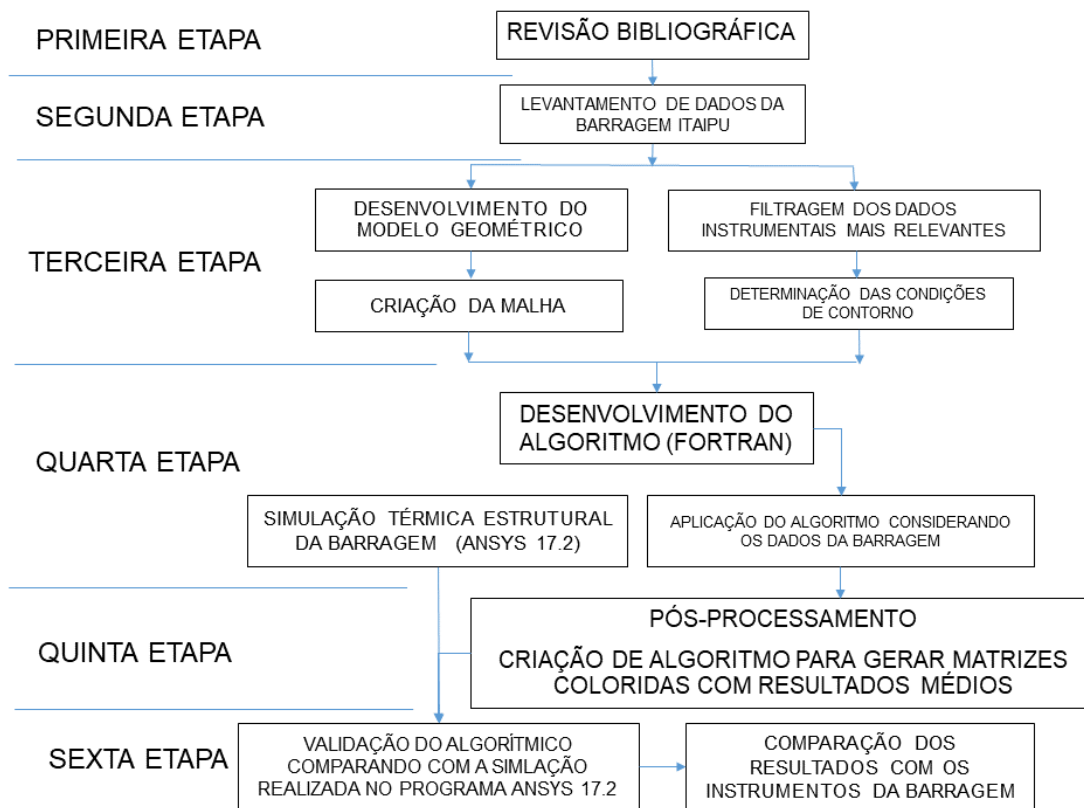 PRIMEIRA ETAPA
REVISÃO BIBLIOGRÁFICA
SEGUNDA ETAPA
LEVANTAMENTO DE DADOS DA
BARRAGEM ITAIPU
TERCEIRA ETAPA
DESENVOLVIMENTO DO
MODELO GEOMÉTRICO
FILTRAGEM DOS DADOS
INSTRUMENTAIS MAIS RELEVANTES
CRIAÇÃO DA MALHA
DETERMINAÇÃO DAS CONDIÇÕES
DE CONTORNO
QUARTA ETAPA
DESENVOLVIMENTO DO
ALGORITMO (FORTRAN)
SIMULAÇÃO TÉRMICA ESTRUTURAL
DA BARRAGEM (ANSYS 17.2)
APLICAÇÃO DO ALGORITMO CONSIDERANDO
OS DADOS DA BARRAGEM
QUINTA ETAPA
PÓS-PROCESSAMENTO
CRIAÇÃO DE ALGORITMO PARA GERAR MATRIZES
COLORIDAS COM RESULTADOS MÉDIOS
SEXTA ETAPA
VALIDAÇÃO DO ALGORÍTMICO
COMPARANDO COM A SIMLAÇÃO
REALIZADA NO PROGRAMA ANSYS 17.2
COMPARAÇÃO DOS
RESULTADOS COM OS
INSTRUMENTOS DA BARRAGEM